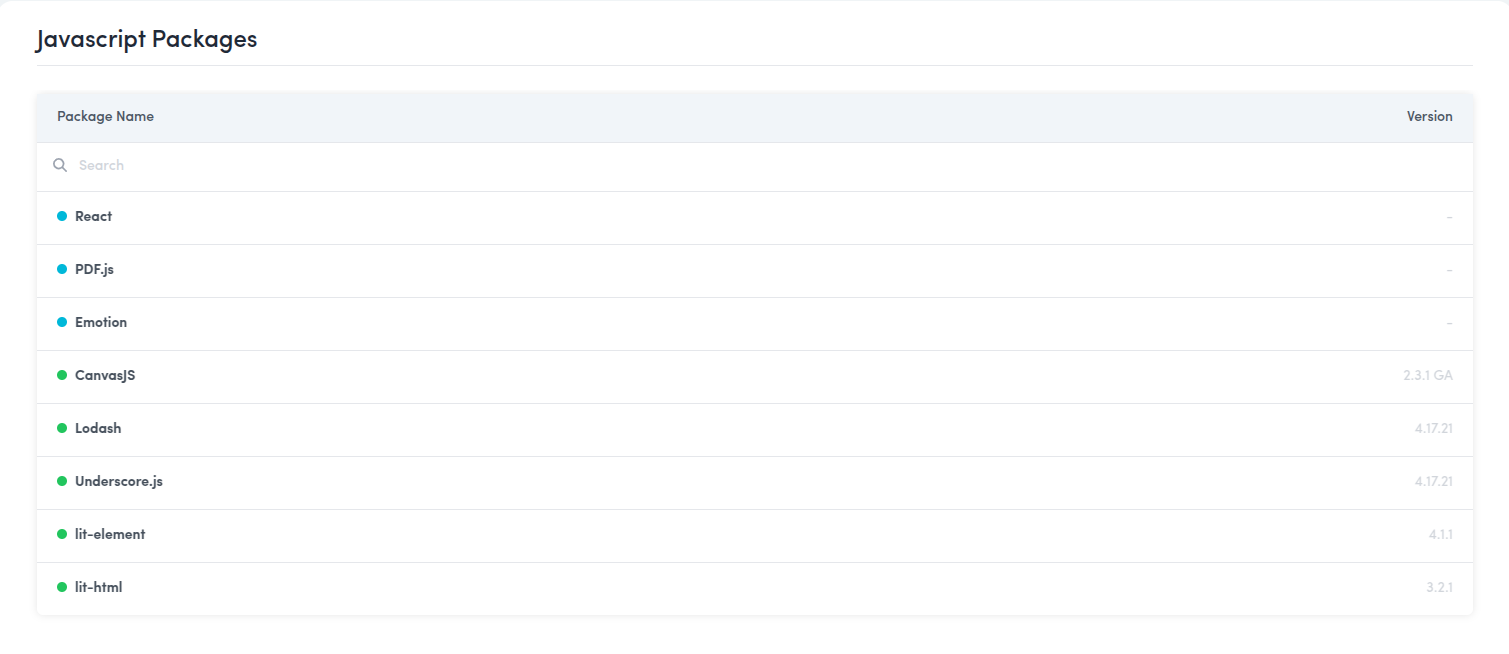 Javascript Packages
Package Name Version
Search
React -
PDF.js -
Emotion -
CanvasJS 2.3.1 GA
Lodash 4.17.21
Underscore.js 4.17.21
lit-element 4.1.1
lit-html 3.2.1